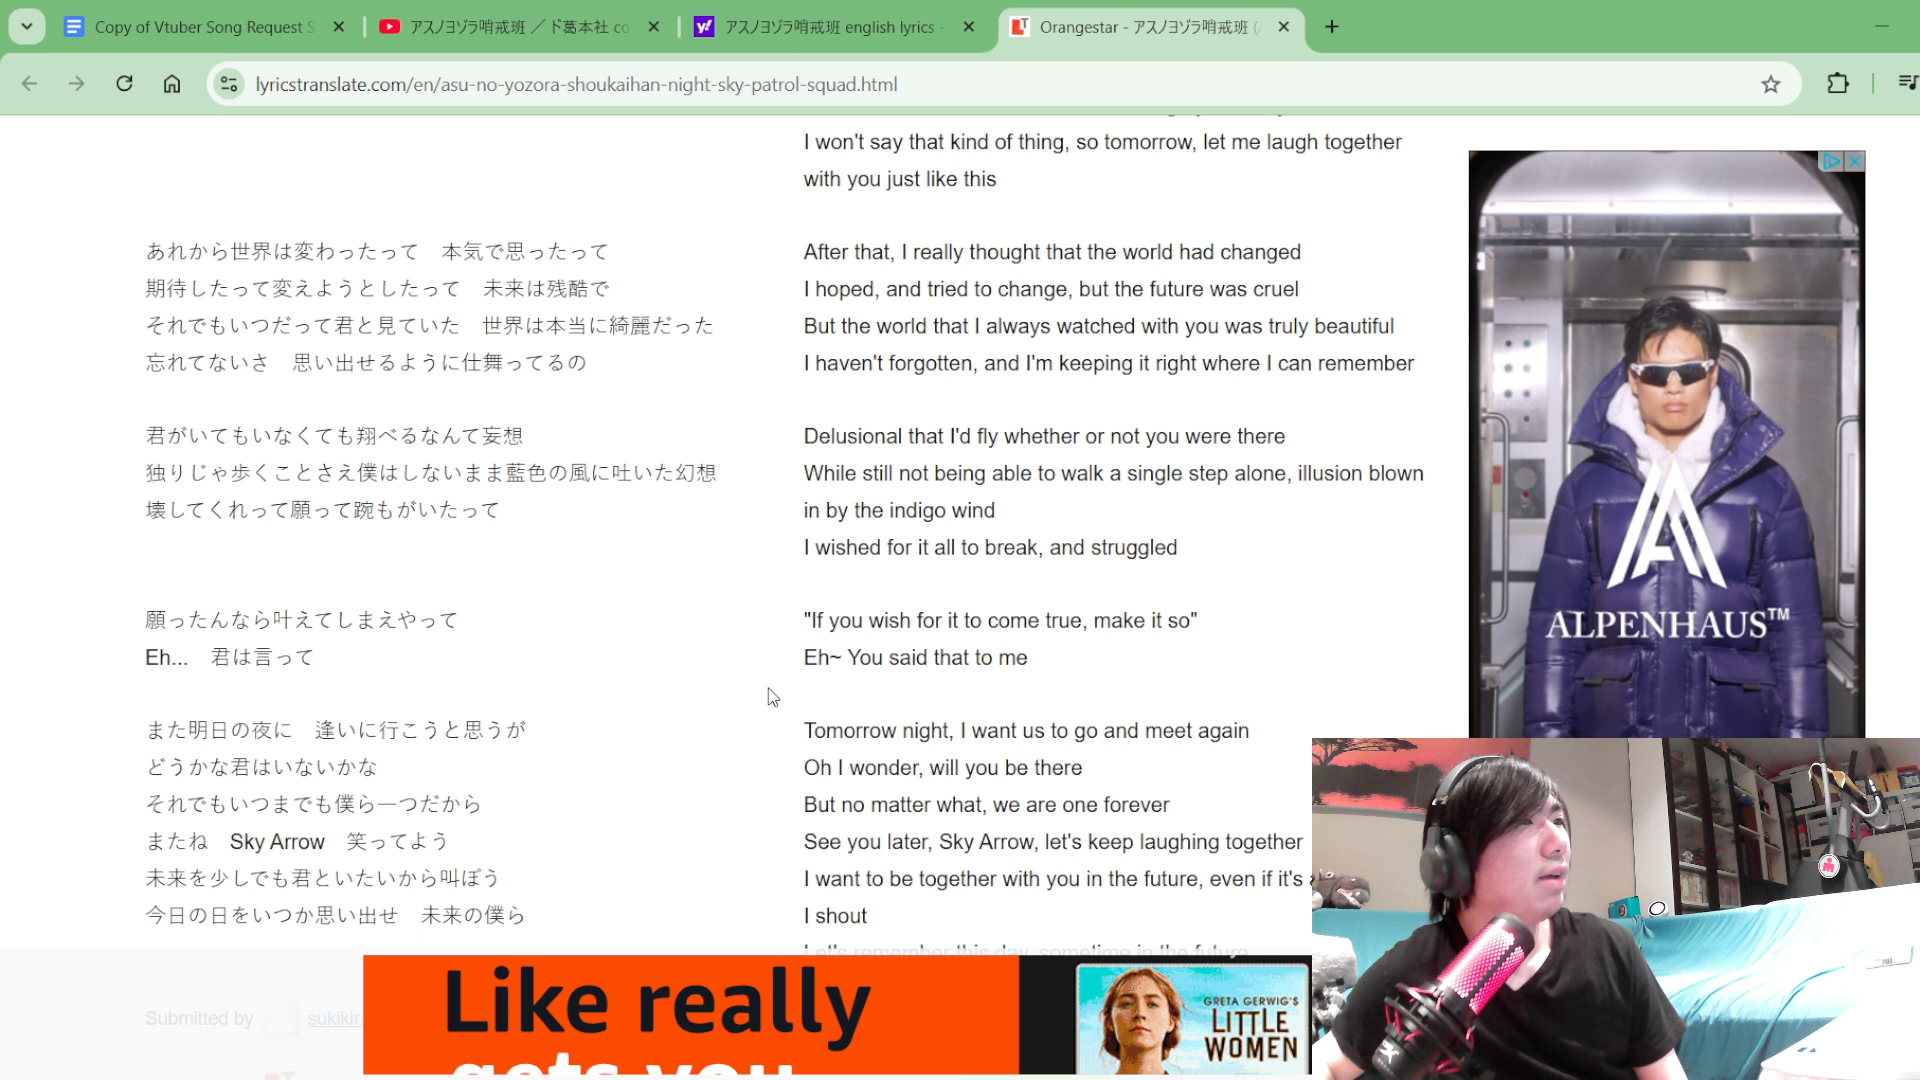 Copy of Vtuber Song Request S
アスノヨゾラ哨戒班 ／ ド葛本社 co
アスノヨゾラ哨戒班 english lyrics -
Orangestar - アスノヨゾラ哨戒班 (
lyricstranslate.com/en/asu-no-yozora-shoukaihan-night-sky-patrol-squad.html
I won't say that kind of thing, so tomorrow, let me laugh together
with you just like this
あれから世界は変わったって　本気で思ったって
期待したって変えようとしたって　未来は残酷で
それでもいつだって君と見ていた　世界は本当に綺麗だった
忘れてないさ　思い出せるように仕舞ってるの
After that, I really thought that the world had changed
I hoped, and tried to change, but the future was cruel
But the world that I always watched with you was truly beautiful
I haven't forgotten, and I'm keeping it right where I can remember
君がいてもいなくても翔べるなんて妄想
独りじゃ歩くことさえ僕はしないまま藍色の風に吐いた幻想
壊してくれって願って踠もがいたって
Delusional that I'd fly whether or not you were there
While still not being able to walk a single step alone, illusion blown
in by the indigo wind
I wished for it all to break, and struggled
願ったんなら叶えてしまえやって
Eh...　君は言って
"If you wish for it to come true, make it so"
Eh~ You said that to me
また明日の夜に　逢いに行こうと思うが
どうかな君はいないかな
それでもいつまでも僕ら一つだから
またね　Sky Arrow　笑ってよう
未来を少しでも君といたいから叫ぼう
今日の日をいつか思い出せ　未来の僕ら
Tomorrow night, I want us to go and meet again
Oh I wonder, will you be there
But no matter what, we are one forever
See you later, Sky Arrow, let's keep laughing together
I want to be together with you in the future, even if it's
I shout
Let's remember this day, sometime in the future
Submitted by sukikir
ALPENHAUS™
Like really
gets you
GRETA GERWIG'S
LITTLE
WOMEN